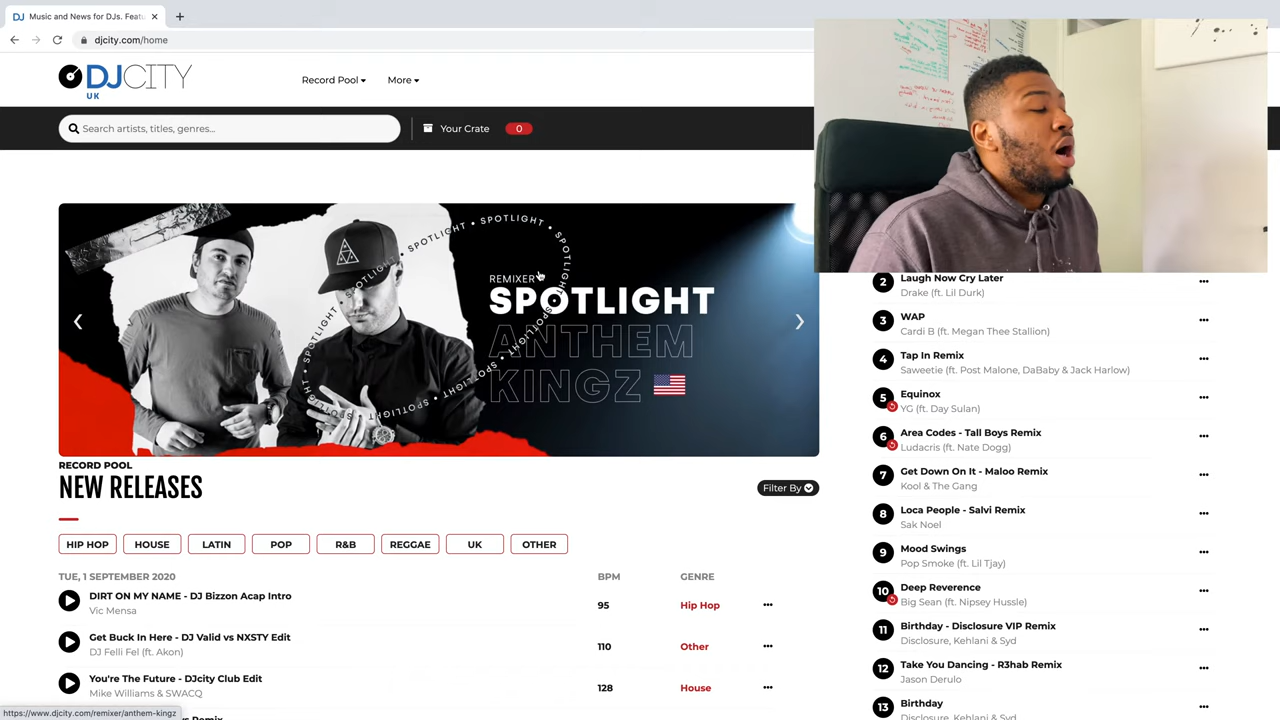 DJ Music and News for DJs. Featu
djcity.com/home
DJCITY
UK
Record Pool
More
Search artists, titles, genres...
Your Crate
0
SPOTLIGHT • SPOTLIGHT • SPOTLIGHT • SPOTLIGHT • SPOTLIGHT • SPOTLIGHT
REMIXER
SPOTLIGHT
ANTHEM
KINGZ
RECORD POOL
NEW RELEASES
Filter By
HIP HOP
HOUSE
LATIN
POP
R&B
REGGAE
UK
OTHER
TUE, 1 SEPTEMBER 2020
BPM
GENRE
DIRT ON MY NAME - DJ Bizzon Acap Intro
Vic Mensa
95
Hip Hop
Get Buck In Here - DJ Valid vs NXSTY Edit
DJ Felli Fel (ft. Akon)
110
Other
You're The Future - DJcity Club Edit
Mike Williams & SWACQ
128
House
https://www.djcity.com/remixer/anthem-kingz
2
Laugh Now Cry Later
Drake (ft. Lil Durk)
3
WAP
Cardi B (ft. Megan Thee Stallion)
4
Tap In Remix
Saweetie (ft. Post Malone, DaBaby & Jack Harlow)
5
Equinox
YG (ft. Day Sulan)
6
Area Codes - Tall Boys Remix
Ludacris (ft. Nate Dogg)
7
Get Down On It - Maloo Remix
Kool & The Gang
8
Loca People - Salvi Remix
Sak Noel
9
Mood Swings
Pop Smoke (ft. Lil Tjay)
10
Deep Reverence
Big Sean (ft. Nipsey Hussle)
11
Birthday - Disclosure VIP Remix
Disclosure, Kehlani & Syd
12
Take You Dancing - R3hab Remix
Jason Derulo
13
Birthday
Disclosure, Kehlani & Syd